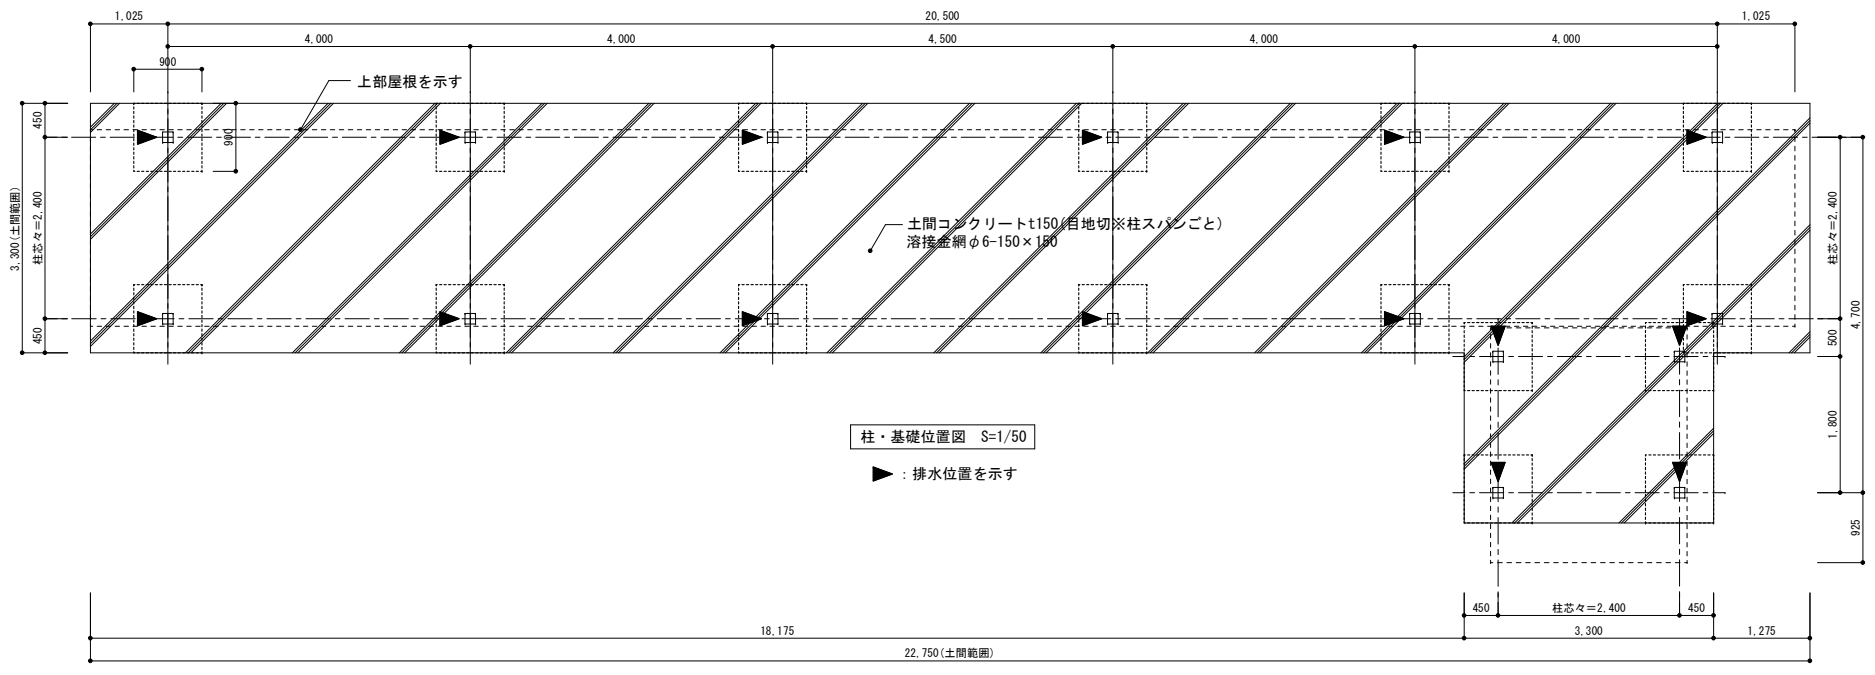 1,025
20,500
1,025
4,000
4,000
4,500
4,000
4,000
900
上部屋根を示す
450
900
3,300(土間範囲)
柱芯々=2,400
450
土間コンクリートt150(目地切※柱スパンごと)
溶接金網φ6-150×150
柱芯々=2,400
4,700
500
1,800
925
柱・基礎位置図 S=1/50
:排水位置を示す
450
柱芯々=2,400
450
18,175
3,300
1,275
22,750(土間範囲)